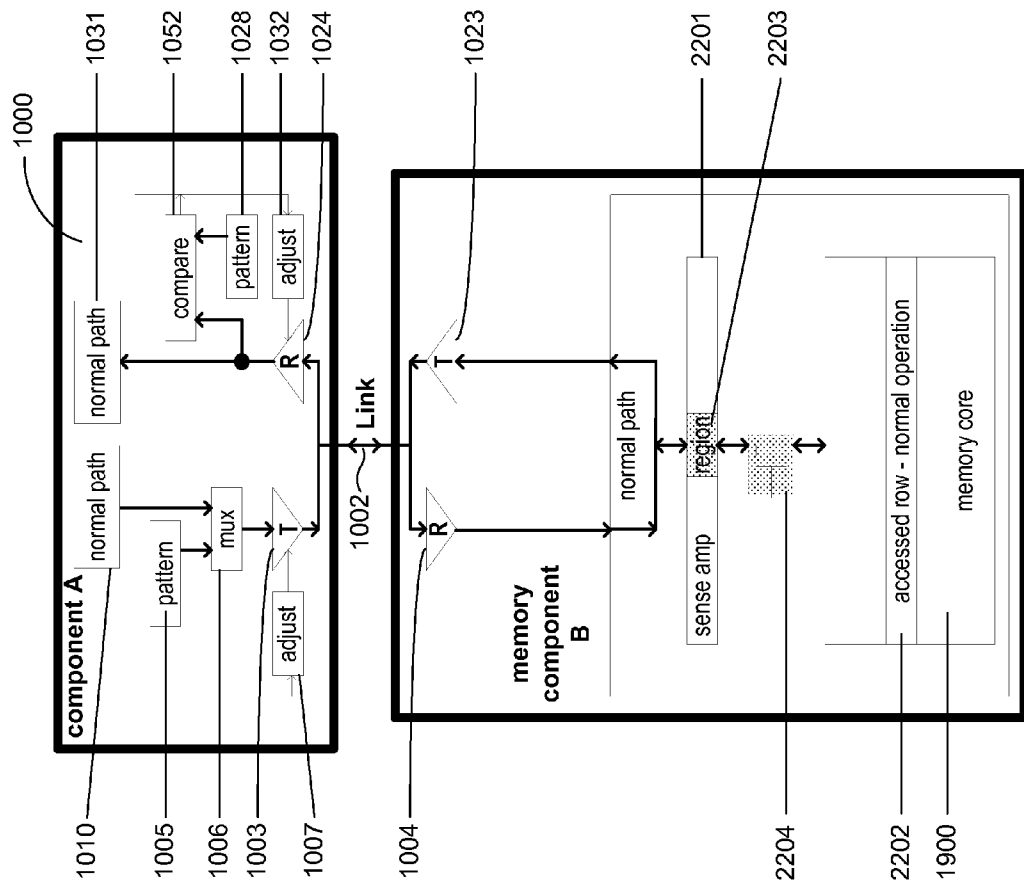 1000
1031
1052
1028
1032
1024
component A
normal path
normal path
compare
pattern
pattern
mux
adjust
adjust
T
R
1010
1005
1006
1003
1007
1002
Link
1004
1023
R
T
memory
component
B
normal path
sense amp
region
2201
2203
accessed row - normal operation
memory core
2204
2202
1900